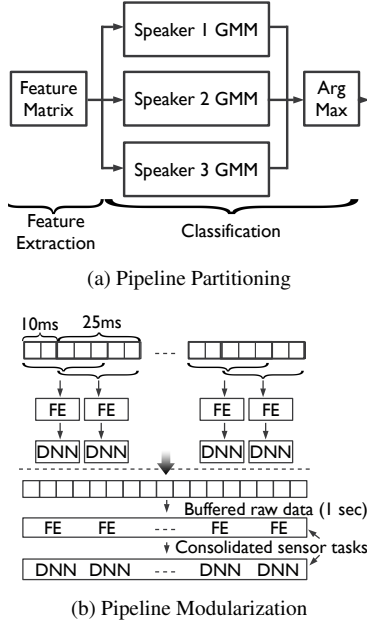 Speaker 1 GMM
Feature Matrix
Speaker 2 GMM
Arg Max
Speaker 3 GMM
Feature Extraction
Classification
(a) Pipeline Partitioning
10ms 25ms
---
FE FE FE FE
DNN DNN DNN DNN
Buffered raw data (1 sec)
FE FE --- FE FE
Consolidated sensor tasks
DNN DNN --- DNN DNN
(b) Pipeline Modularization